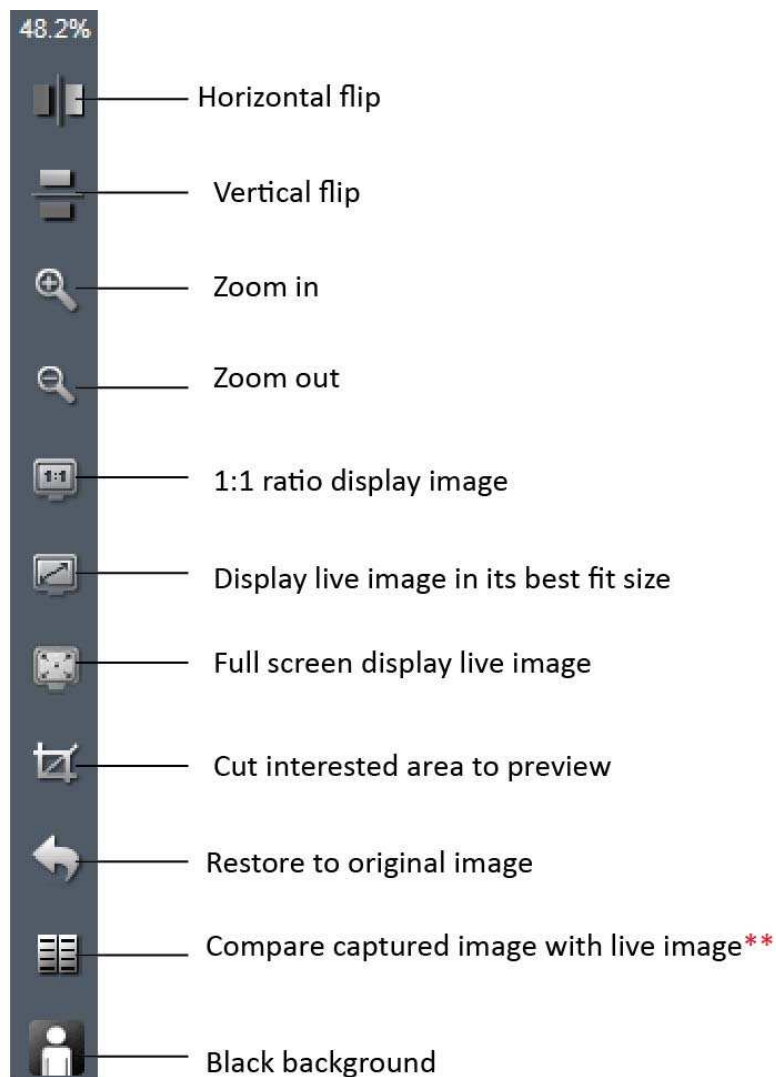 48.2%
Horizontal flip
Vertical flip
Zoom in
Zoom out
1:1
1:1 ratio display image
Display live image in its best fit size
Full screen display live image
Cut interested area to preview
Restore to original image
Compare captured image with live image**
Black background